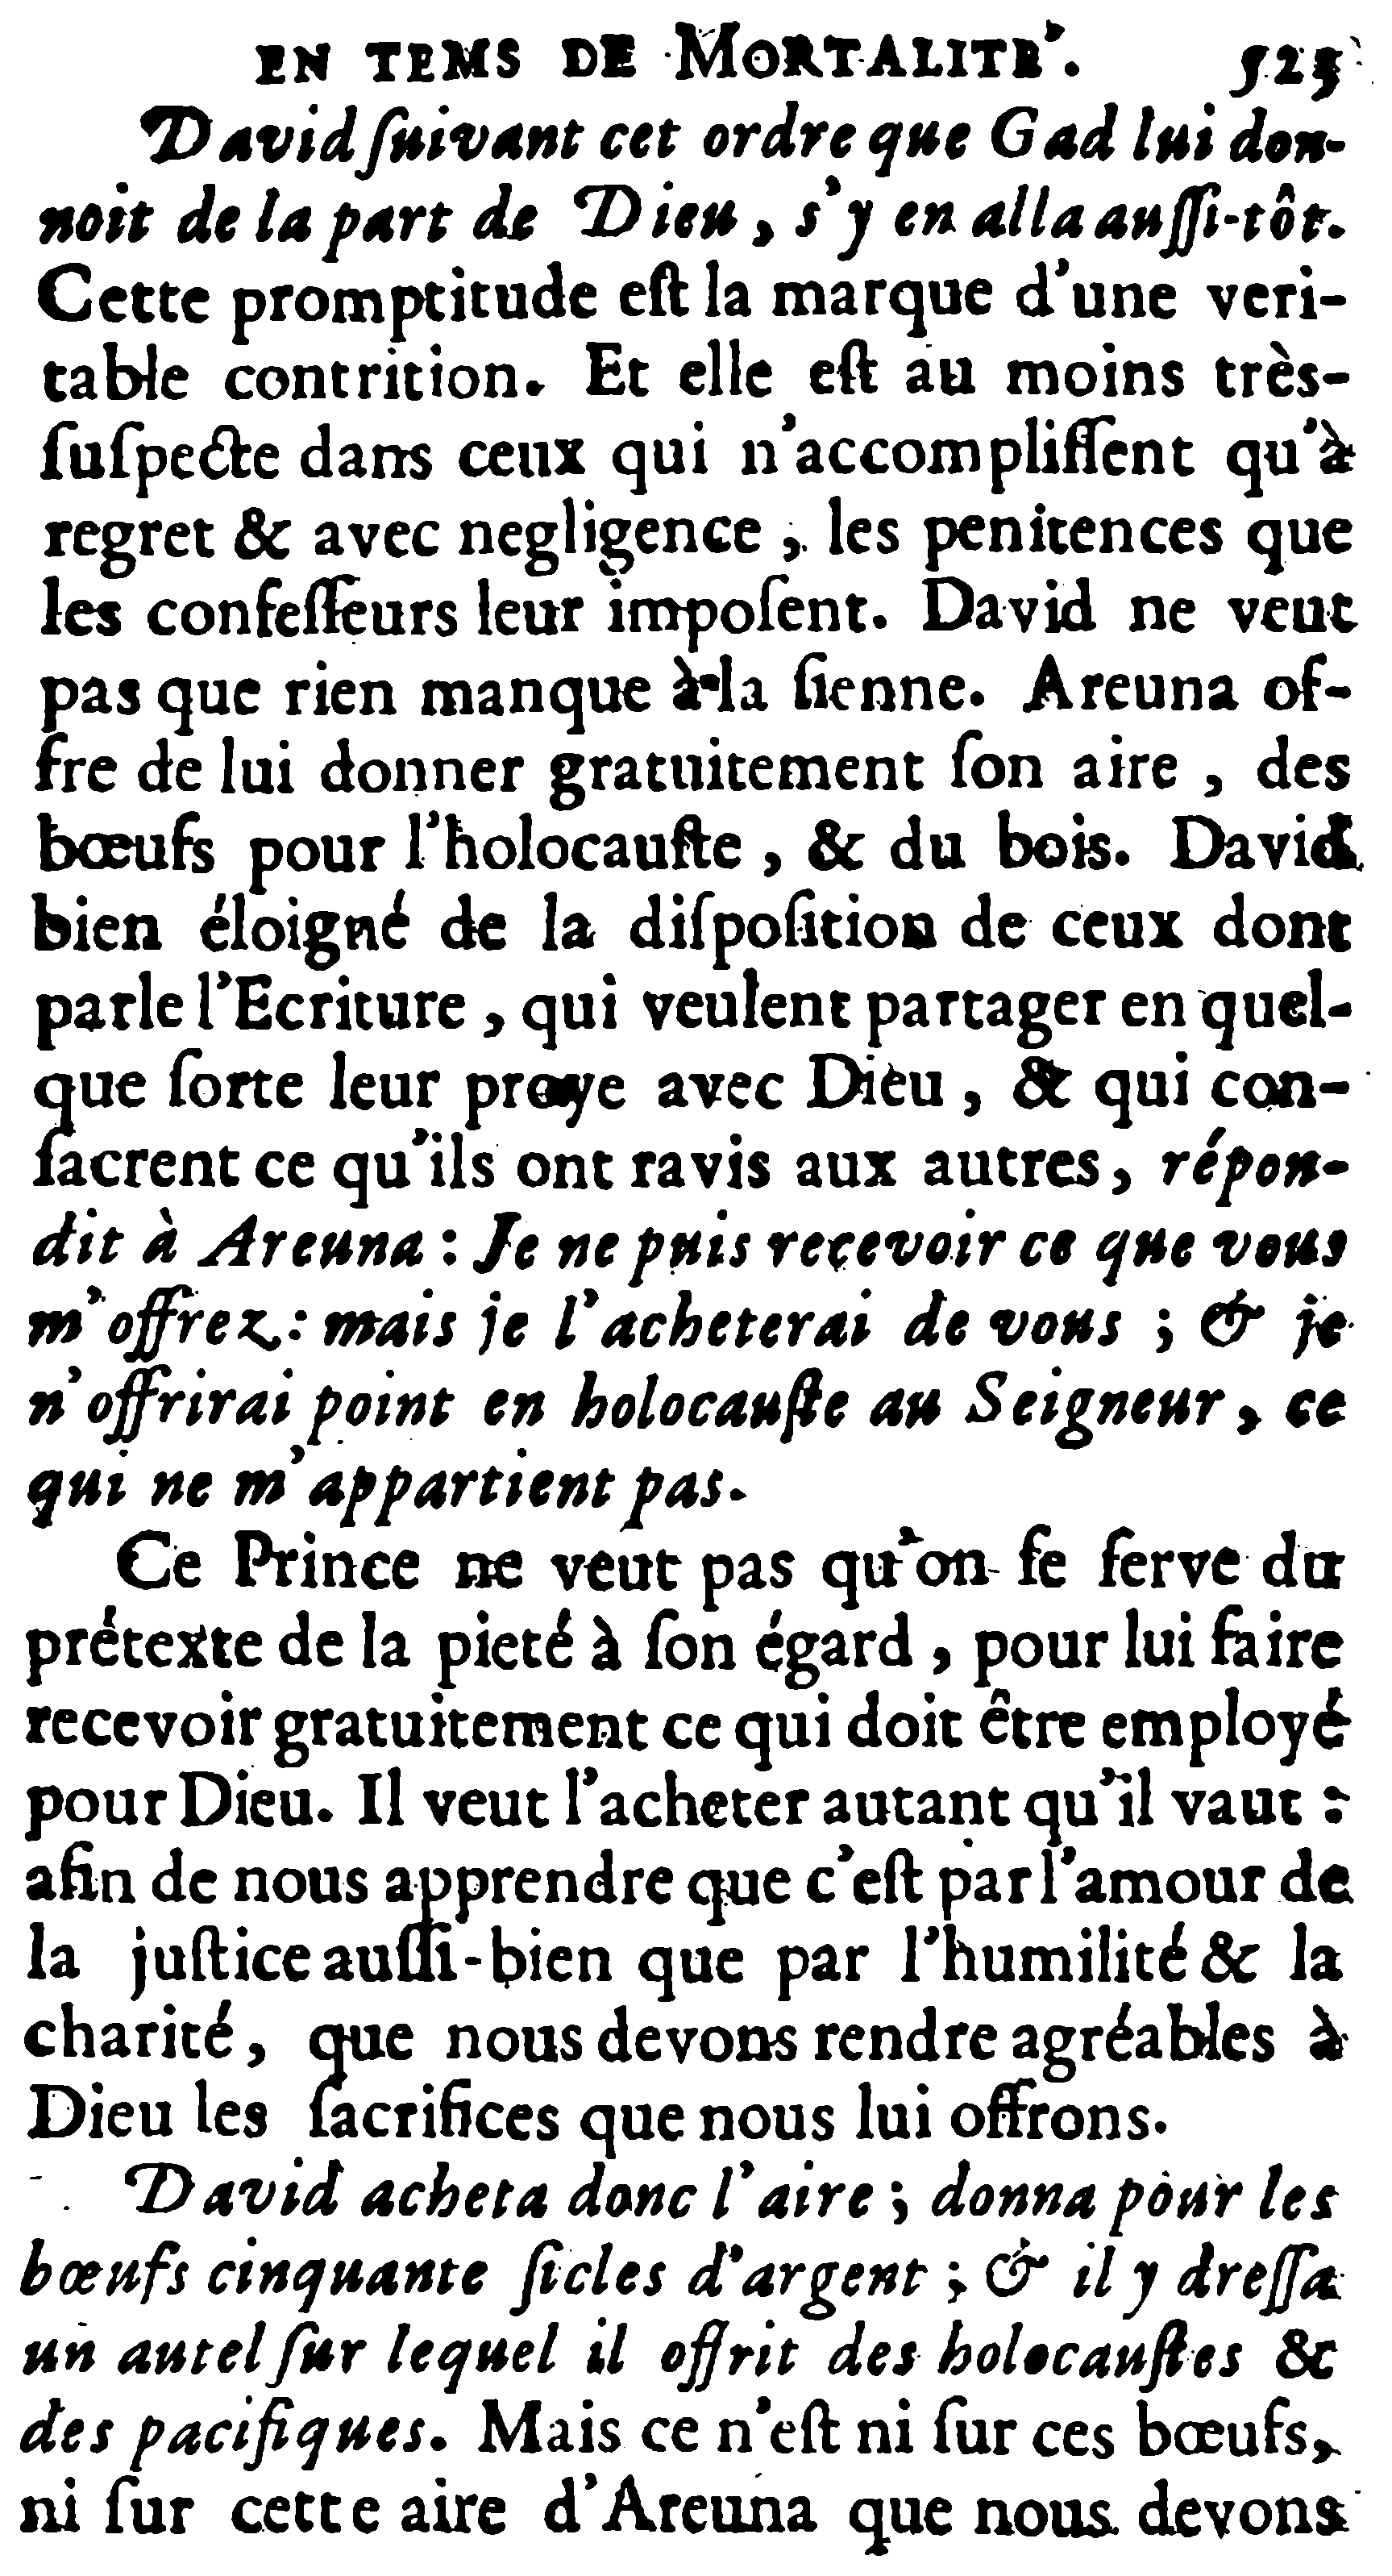 EN TEMS DE MORTALITE'. 525
David ſuivant cet ordre que Gad lui don-
noit de la part de Dieu, s'y en alla auſſi-tôt.
Cette promptitude eſt la marque d'une veri-
table contrition. Et elle eſt au moins très-
ſuſpecte dans ceux qui n'accompliſſent qu'à
regret & avec negligence, les penitences que
les confeſſeurs leur impoſent. David ne veut
pas que rien manque à la ſienne. Areuna of-
fre de lui donner gratuitement ſon aire, des
bœufs pour l'holocauſte, & du bois. David
bien éloigné de la diſpoſition de ceux dont
parle l'Ecriture, qui veulent partager en quel-
que ſorte leur proye avec Dieu, & qui con-
ſacrent ce qu'ils ont ravis aux autres, répon-
dit à Areuna : Je ne puis recevoir ce que vous
m'offrez : mais je l'acheterai de vous ; & je
n'offrirai point en holocauſte au Seigneur, ce
qui ne m'appartient pas.
Ce Prince ne veut pas qu'on ſe ſerve du
prétexte de la pieté à ſon égard, pour lui faire
recevoir gratuitement ce qui doit être employé
pour Dieu. Il veut l'acheter autant qu'il vaut :
afin de nous apprendre que c'eſt par l'amour de
la juſtice auſſi-bien que par l'humilité & la
charité, que nous devons rendre agréables à
Dieu les ſacrifices que nous lui offrons.
David acheta donc l'aire ; donna pour les
bœufs cinquante ſicles d'argent ; & il y dreſſa
un autel ſur lequel il offrit des holocauſtes &
des pacifiques. Mais ce n'eſt ni ſur ces bœufs,
ni ſur cette aire d'Areuna que nous devons